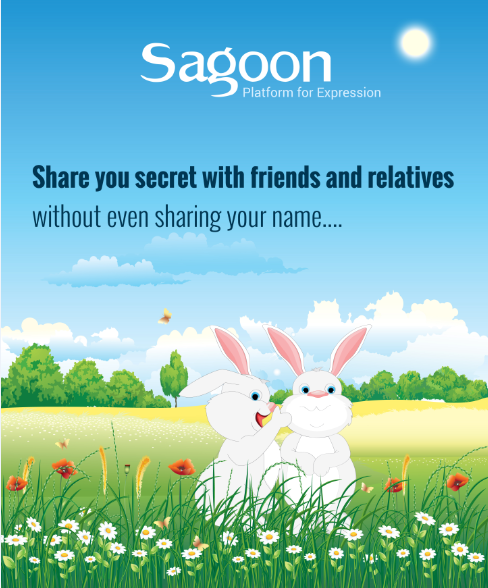 Sagoon
Platform for Expression
Share you secret with friends and relatives
without even sharing your name....